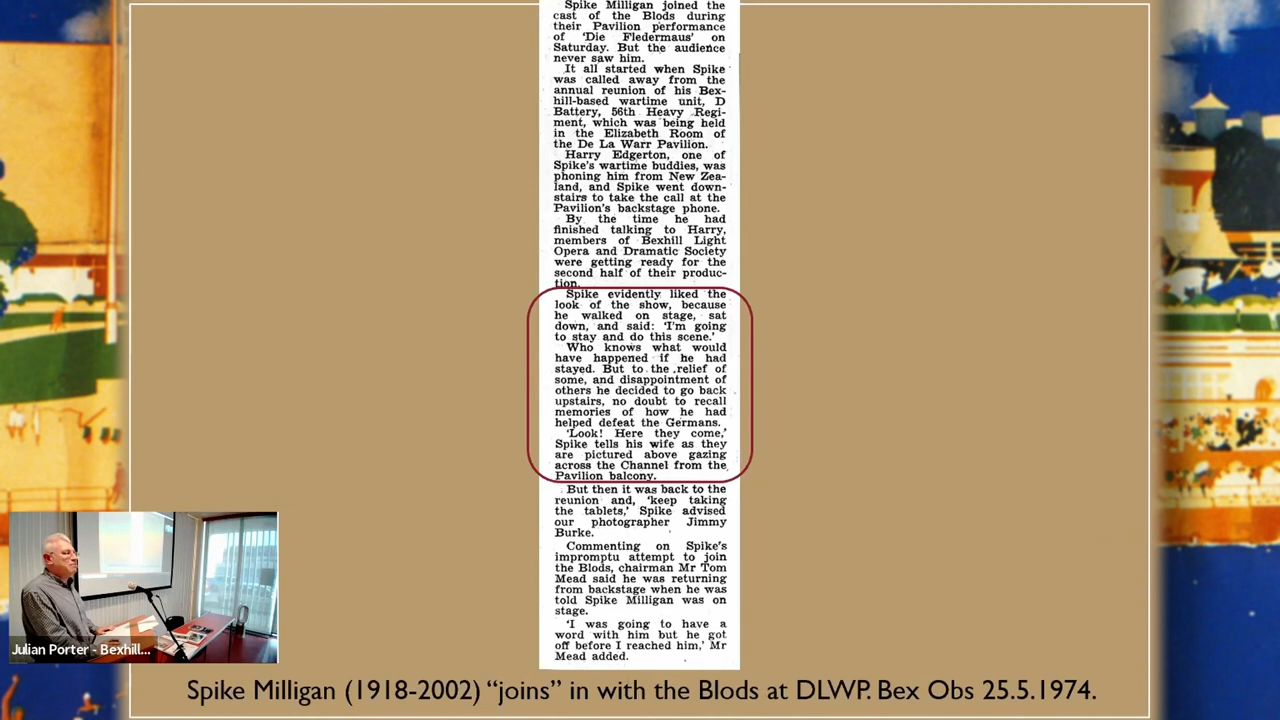 Spike Milligan joined the
cast of the Blods during
their Pavilion performance
of 'Die Fledermaus' on
Saturday. But the audience
never saw him.
It all started when Spike
was called away from the
annual reunion of his Bex-
hill-based wartime unit, D
Battery, 56th Heavy Regi-
ment, which was being held
in the Elizabeth Room of
the De La Warr Pavilion.
Harry Edgerton, one of
Spike's wartime buddies, was
phoning him from New Zea-
land, and Spike went down-
stairs to take the call at the
Pavilion's backstage phone.
By the time he had
finished talking to Harry,
members of Bexhill Light
Opera and Dramatic Society
were getting ready for the
second half of their produc-
tion.
Spike evidently liked the
look of the show, because
he walked on stage, sat
down, and said: 'I'm going
to stay and do this scene.'
Who knows what would
have happened if he had
stayed. But to the relief of
some, and disappointment of
others he decided to go back
upstairs, no doubt to recall
memories of how he had
helped defeat the Germans.
'Look! Here they come,'
Spike tells his wife as they
are pictured above gazing
across the Channel from the
Pavilion balcony.
But then it was back to the
reunion and, 'keep taking
the tablets,' Spike advised
our photographer Jimmy
Burke.
Commenting on Spike's
impromptu attempt to join
the Blods, chairman Mr Tom
Mead said he was returning
from backstage when he was
told Spike Milligan was on
stage.
'I was going to have a
word with him but he got
off before I reached him,' Mr
Mead added.
Julian Porter - Bexhill...
Spike Milligan (1918-2002) “joins” in with the Blods at DLWP. Bex Obs 25.5.1974.